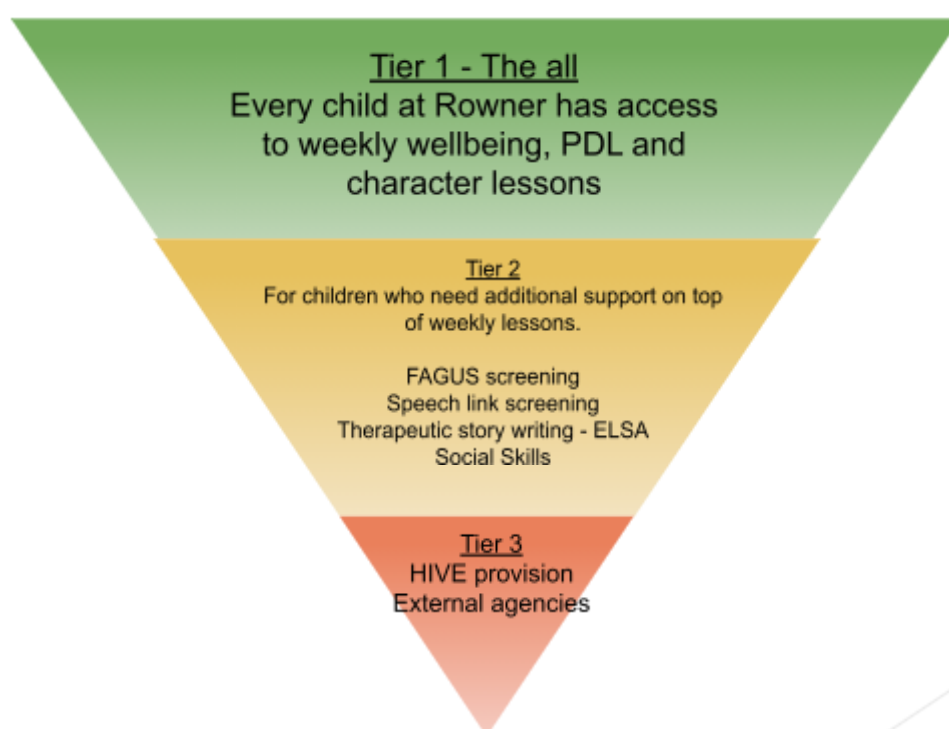 Tier 1 - The all
Every child at Rowner has access
to weekly wellbeing, PDL and
character lessons
Tier 2
For children who need additional support on top
of weekly lessons.
FAGUS screening
Speech link screening
Therapeutic story writing - ELSA
Social Skills
Tier 3
HIVE provision
External agencies